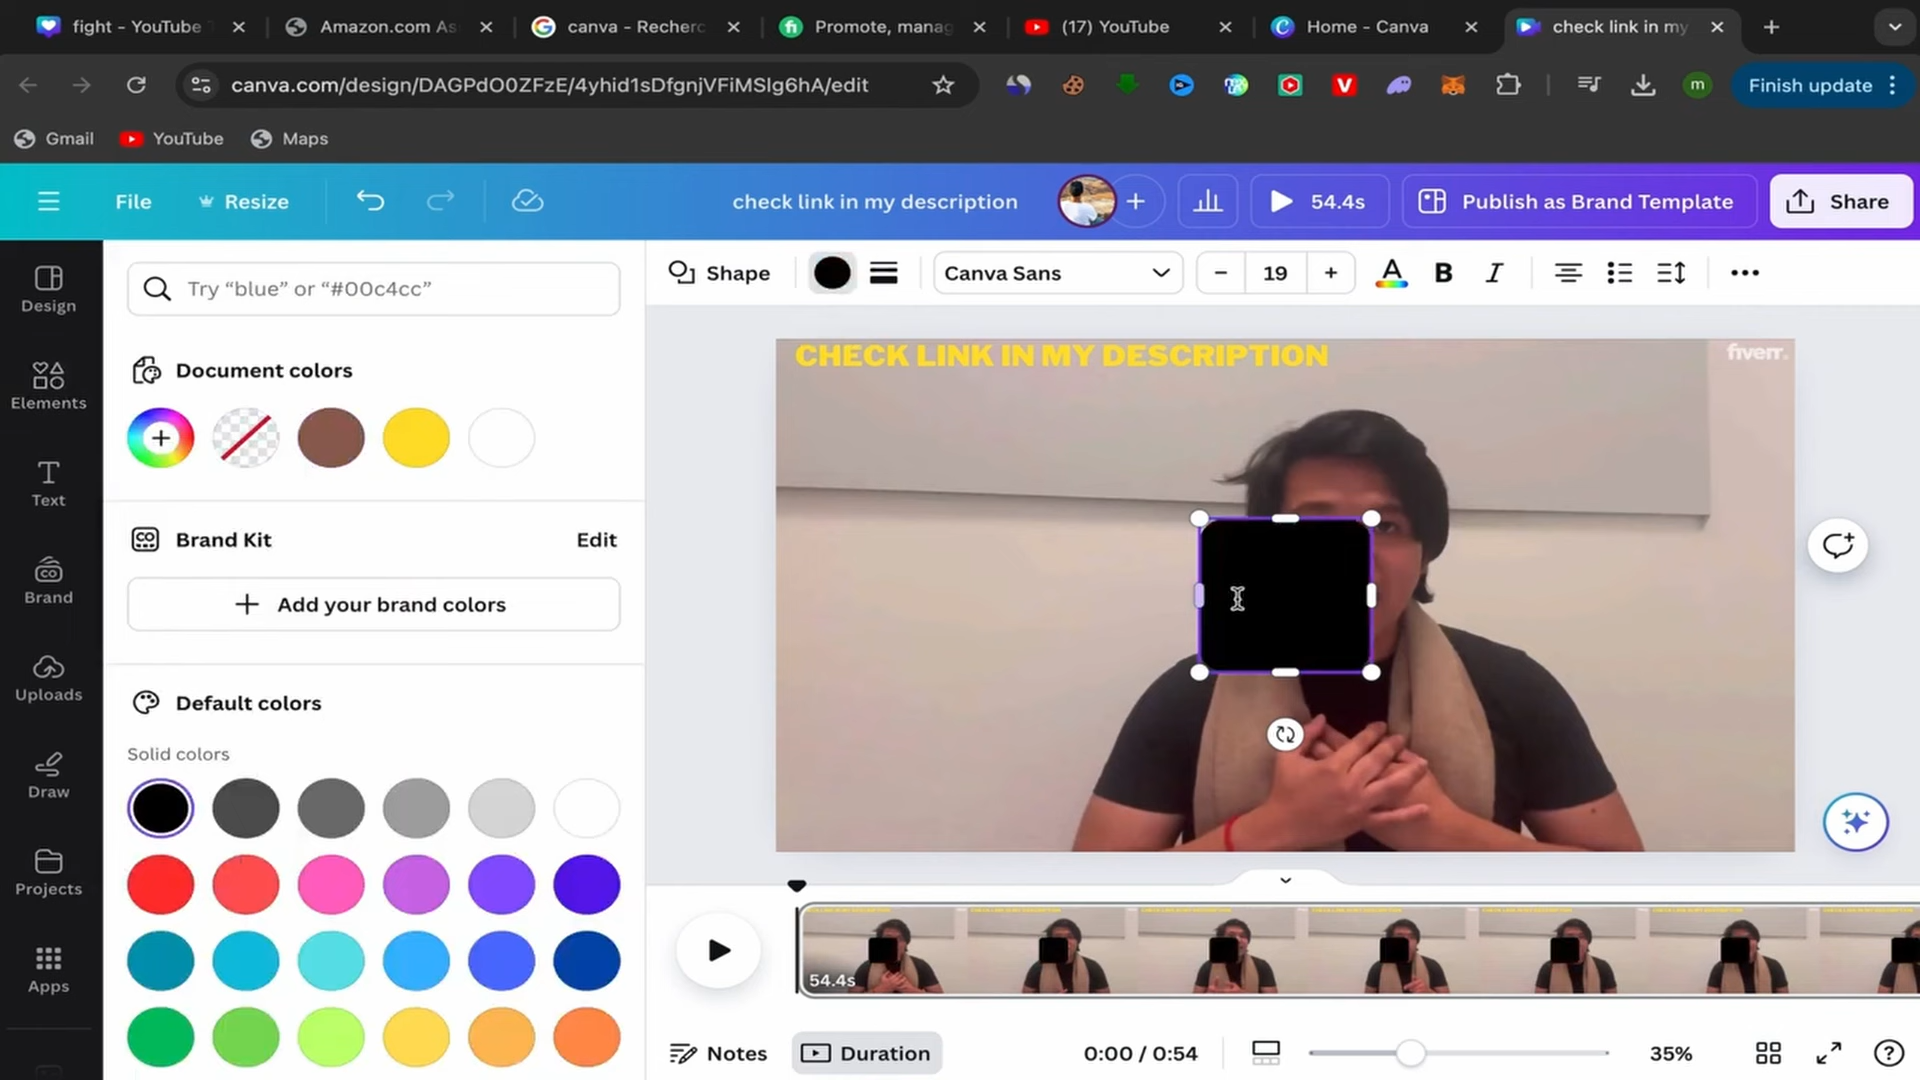 fight - YouTube
Amazon.com As
canva - Recherc
Promote, manag
(17) YouTube
Home - Canva
check link in my
canva.com/design/DAGPdO0ZFzE/4yhid1sDfgnjVFiMSlg6hA/edit
m
Finish update
Gmail
YouTube
Maps
File
Resize
check link in my description
54.4s
Publish as Brand Template
Share
Design
Elements
Text
Brand
Uploads
Draw
Projects
Apps
Try “blue” or “#00c4cc”
Document colors
Brand Kit
Edit
Add your brand colors
Default colors
Solid colors
Shape
Canva Sans
19
A
B
I
CHECK LINK IN MY DESCRIPTION
fiverr.
54.4s
Notes
Duration
0:00 / 0:54
35%